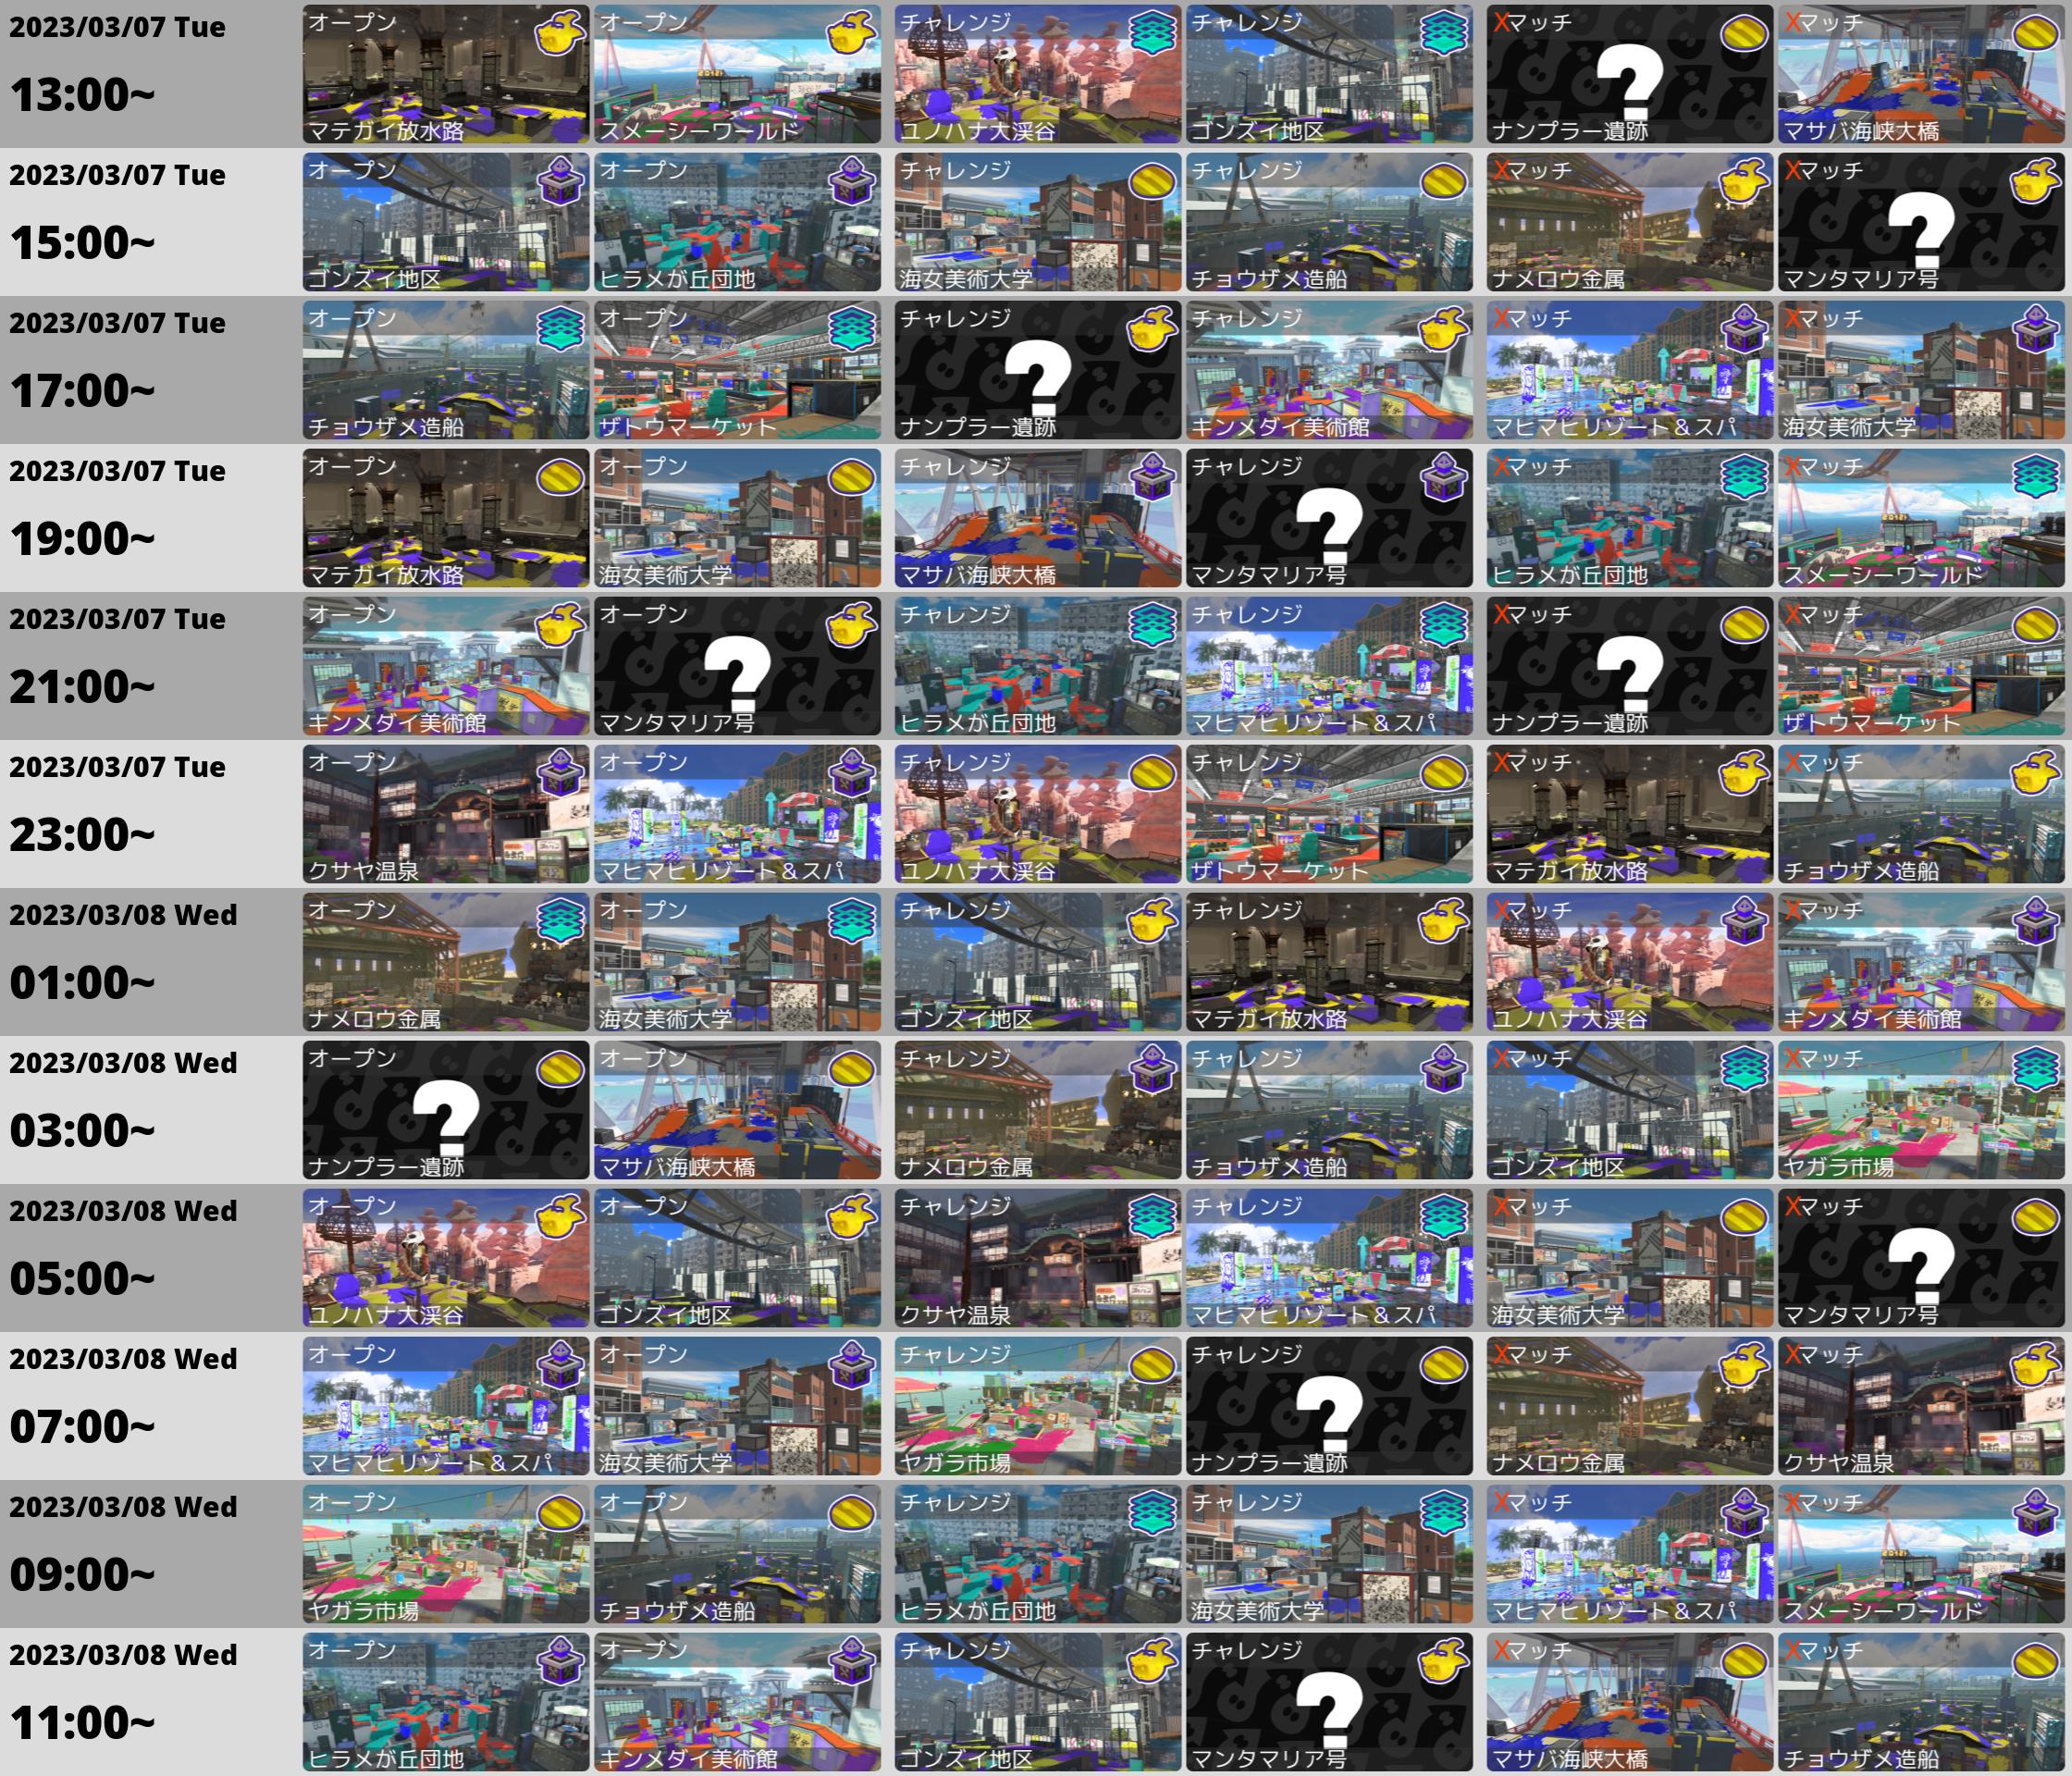 2023/03/07 Tue
13:00~
オープン
マテガイ放水路
オープン
スメーシーワールド
チャレンジ
ユノハナ大渓谷
チャレンジ
ゴンズイ地区
Xマッチ
?
ナンプラー遺跡
Xマッチ
マサバ海峡大橋
2023/03/07 Tue
15:00~
オープン
ゴンズイ地区
オープン
ヒラメが丘団地
チャレンジ
海女美術大学
チャレンジ
チョウザメ造船
Xマッチ
ナメロウ金属
Xマッチ
?
マンタマリア号
2023/03/07 Tue
17:00~
オープン
チョウザメ造船
オープン
ザトウマーケット
チャレンジ
?
ナンプラー遺跡
チャレンジ
キンメダイ美術館
Xマッチ
マヒマヒリゾート＆スパ
Xマッチ
海女美術大学
2023/03/07 Tue
19:00~
オープン
マテガイ放水路
オープン
海女美術大学
チャレンジ
マサバ海峡大橋
チャレンジ
?
マンタマリア号
Xマッチ
ヒラメが丘団地
Xマッチ
スメーシーワールド
2023/03/07 Tue
21:00~
オープン
キンメダイ美術館
オープン
?
マンタマリア号
チャレンジ
ヒラメが丘団地
チャレンジ
マヒマヒリゾート＆スパ
Xマッチ
?
ナンプラー遺跡
Xマッチ
ザトウマーケット
2023/03/07 Tue
23:00~
オープン
クサヤ温泉
オープン
マヒマヒリゾート＆スパ
チャレンジ
ユノハナ大渓谷
チャレンジ
ザトウマーケット
Xマッチ
マテガイ放水路
Xマッチ
チョウザメ造船
2023/03/08 Wed
01:00~
オープン
ナメロウ金属
オープン
海女美術大学
チャレンジ
ゴンズイ地区
チャレンジ
マテガイ放水路
Xマッチ
ユノハナ大渓谷
Xマッチ
キンメダイ美術館
2023/03/08 Wed
03:00~
オープン
?
ナンプラー遺跡
オープン
マサバ海峡大橋
チャレンジ
ナメロウ金属
チャレンジ
チョウザメ造船
Xマッチ
ゴンズイ地区
Xマッチ
ヤガラ市場
2023/03/08 Wed
05:00~
オープン
ユノハナ大渓谷
オープン
ゴンズイ地区
チャレンジ
クサヤ温泉
チャレンジ
マヒマヒリゾート＆スパ
Xマッチ
海女美術大学
Xマッチ
?
マンタマリア号
2023/03/08 Wed
07:00~
オープン
マヒマヒリゾート＆スパ
オープン
海女美術大学
チャレンジ
ヤガラ市場
チャレンジ
?
ナンプラー遺跡
Xマッチ
ナメロウ金属
Xマッチ
クサヤ温泉
2023/03/08 Wed
09:00~
オープン
ヤガラ市場
オープン
チョウザメ造船
チャレンジ
ヒラメが丘団地
チャレンジ
海女美術大学
Xマッチ
マヒマヒリゾート＆スパ
Xマッチ
スメーシーワールド
2023/03/08 Wed
11:00~
オープン
ヒラメが丘団地
オープン
キンメダイ美術館
チャレンジ
ゴンズイ地区
チャレンジ
?
マンタマリア号
Xマッチ
マサバ海峡大橋
Xマッチ
チョウザメ造船